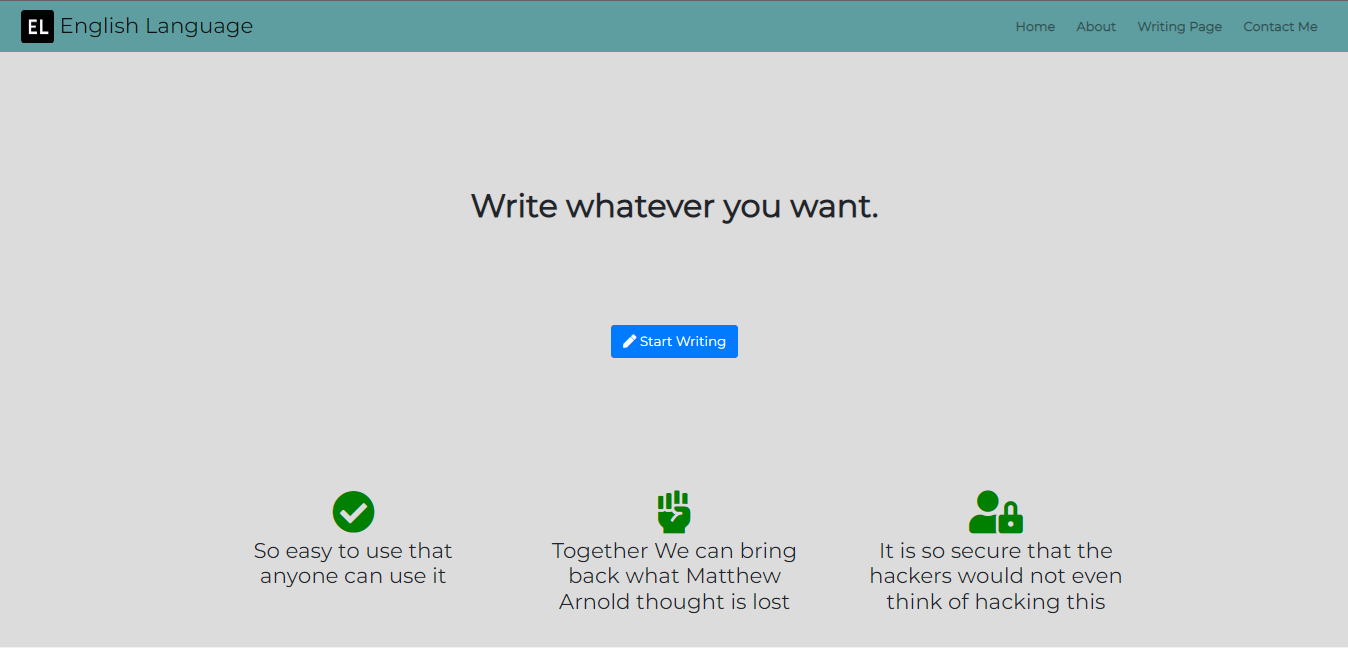 EL English Language
Home About Writing Page Contact Me
Write whatever you want.
Start Writing
So easy to use that
anyone can use it
Together We can bring
back what Matthew
Arnold thought is lost
It is so secure that the
hackers would not even
think of hacking this